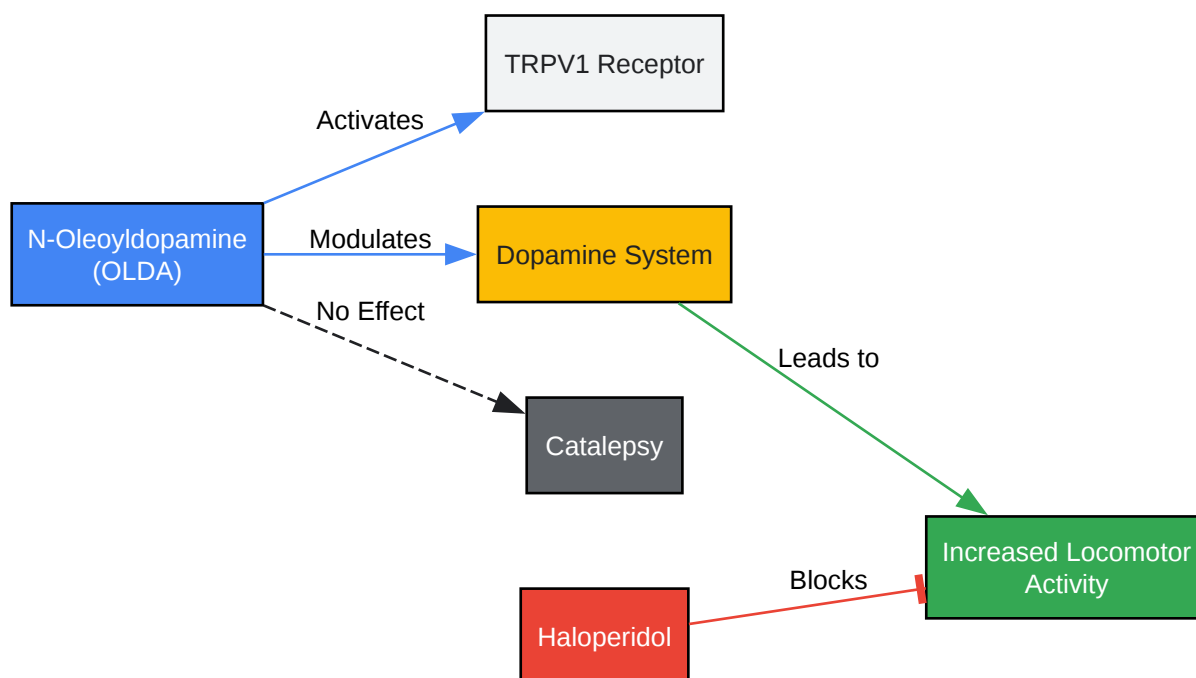 TRPV1 Receptor
Activates
N-Oleoyldopamine
(OLDA)
Modulates
Dopamine System
No Effect
Leads to
Catalepsy
Increased Locomotor
Activity
Blocks
Haloperidol